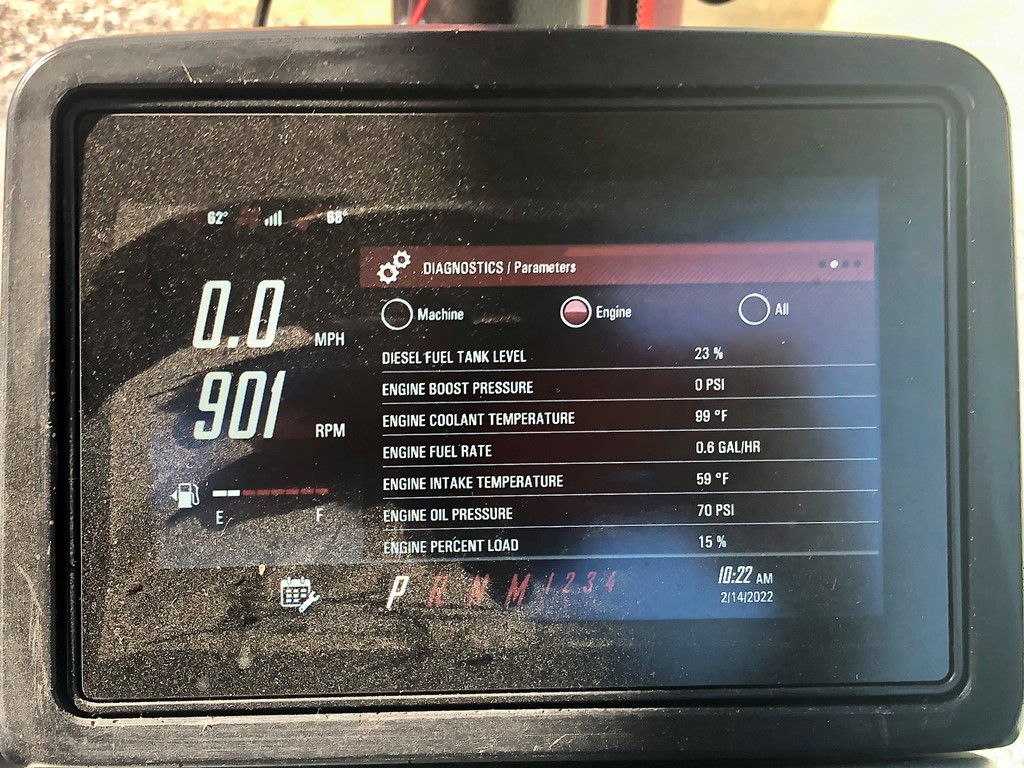 62° 68°
DIAGNOSTICS / Parameters
0.0 MPH
901 RPM
E F
Machine Engine All
DIESEL FUEL TANK LEVEL 23 %
ENGINE BOOST PRESSURE 0 PSI
ENGINE COOLANT TEMPERATURE 99 °F
ENGINE FUEL RATE 0.6 GAL/HR
ENGINE INTAKE TEMPERATURE 59 °F
ENGINE OIL PRESSURE 70 PSI
ENGINE PERCENT LOAD 15 %
P R N M 1 2 3 4
10:22 AM
2/14/2022